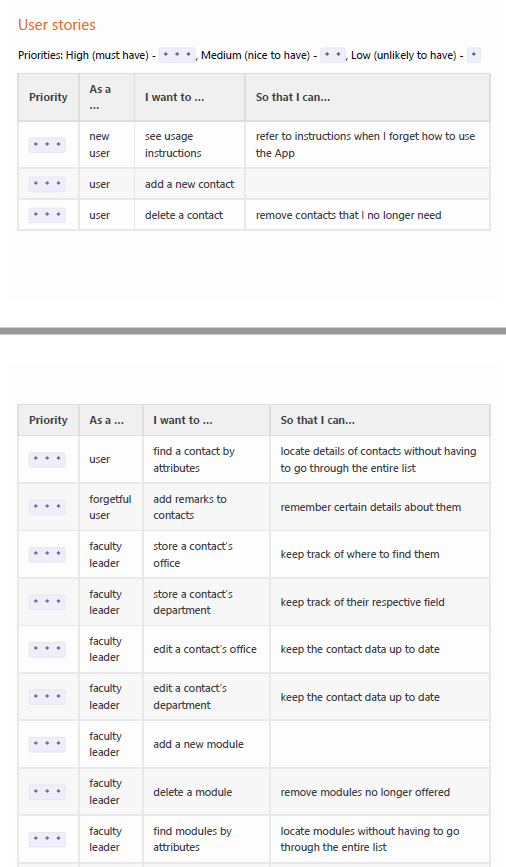 User stories
Priorities: High (must have) - * * *, Medium (nice to have) - * *, Low (unlikely to have) - *
Priority As a ... I want to ... So that I can...
* * * new user see usage instructions refer to instructions when I forget how to use the App
* * * user add a new contact
* * * user delete a contact remove contacts that I no longer need
Priority As a ... I want to ... So that I can...
* * * user find a contact by attributes locate details of contacts without having to go through the entire list
* * * forgetful user add remarks to contacts remember certain details about them
* * * faculty leader store a contact's office keep track of where to find them
* * * faculty leader store a contact's department keep track of their respective field
* * * faculty leader edit a contact's office keep the contact data up to date
* * * faculty leader edit a contact's department keep the contact data up to date
* * * faculty leader add a new module
* * * faculty leader delete a module remove modules no longer offered
* * * faculty leader find modules by attributes locate modules without having to go through the entire list